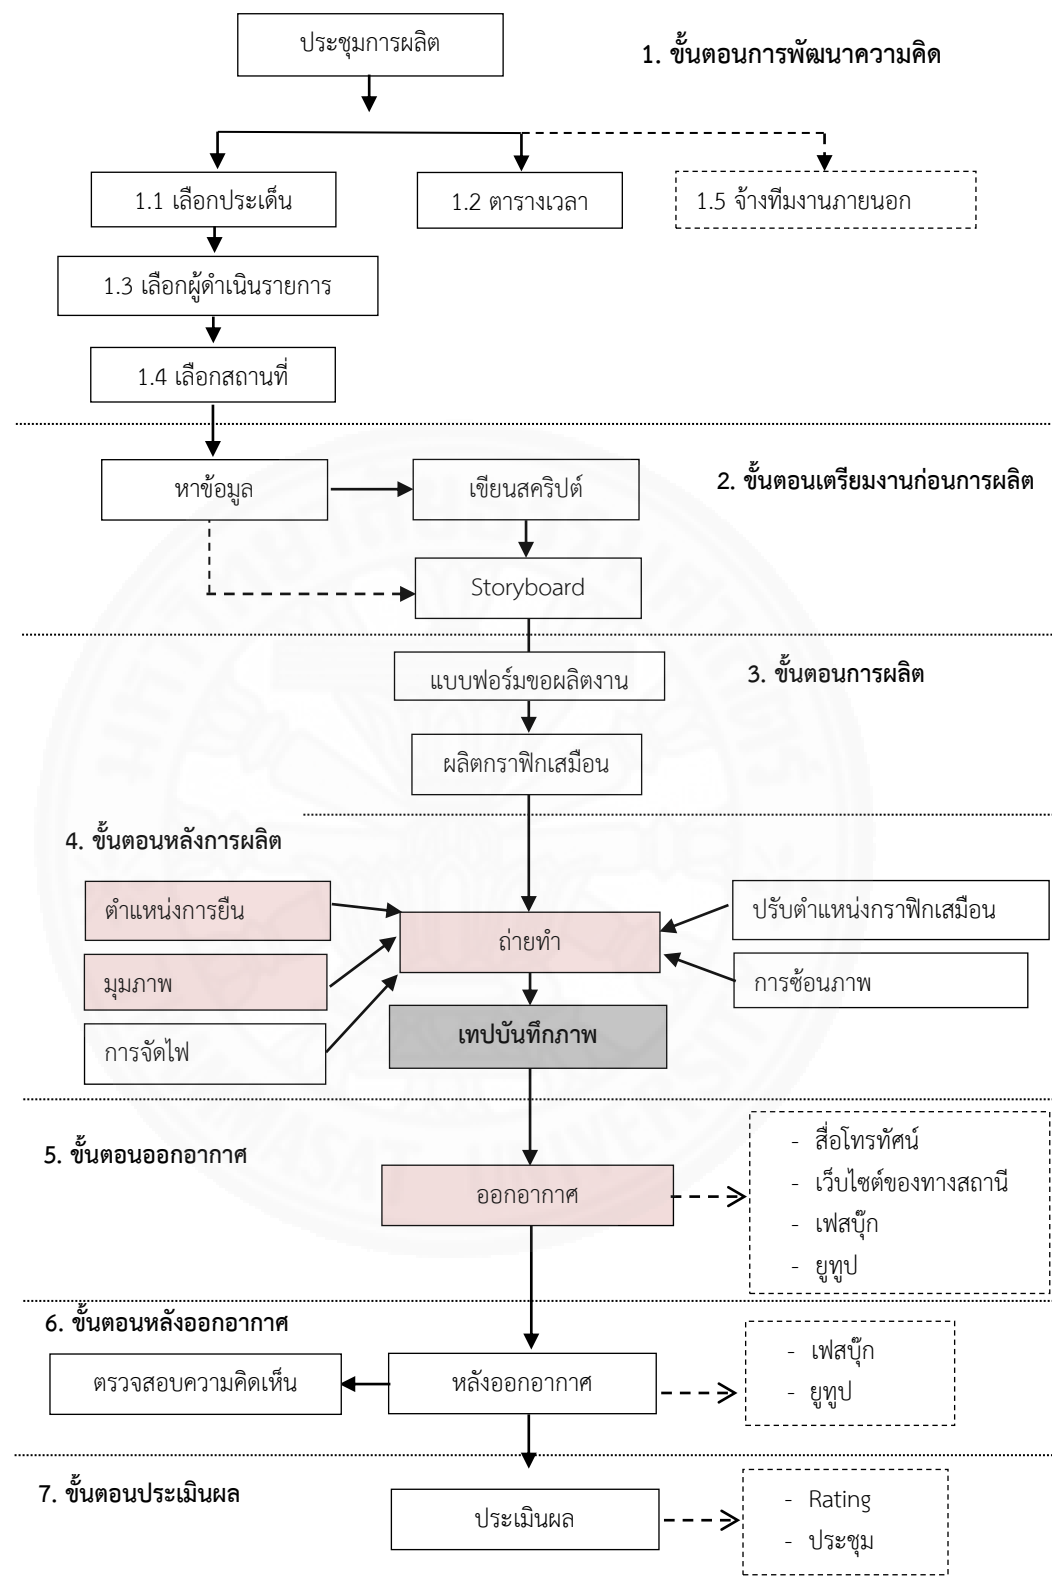 ประชุมการผลิต
1. ขั้นตอนการพัฒนาความคิด
1.1 เลือกประเด็น
1.2 ตารางเวลา
1.5 จ้างทีมงานภายนอก
1.3 เลือกผู้ดำเนินรายการ
1.4 เลือกสถานที่
2. ขั้นตอนเตรียมงานก่อนการผลิต
หาข้อมูล
เขียนสคริปต์
Storyboard
3. ขั้นตอนการผลิต
แบบฟอร์มขอผลิตงาน
ผลิตกราฟิกเสมือน
4. ขั้นตอนหลังการผลิต
ตำแหน่งการยืน
ถ่ายทำ
ปรับตำแหน่งกราฟิกเสมือน
มุมภาพ
การซ้อนภาพ
การจัดไฟ
เทปบันทึกภาพ
5. ขั้นตอนออกอากาศ
ออกอากาศ
- สื่อโทรทัศน์
- เว็บไซต์ของทางสถานี
- เฟสบุ๊ก
- ยูทูป
6. ขั้นตอนหลังออกอากาศ
ตรวจสอบความคิดเห็น
หลังออกอากาศ
- เฟสบุ๊ก
- ยูทูป
7. ขั้นตอนประเมินผล
ประเมินผล
- Rating
- ประชุม